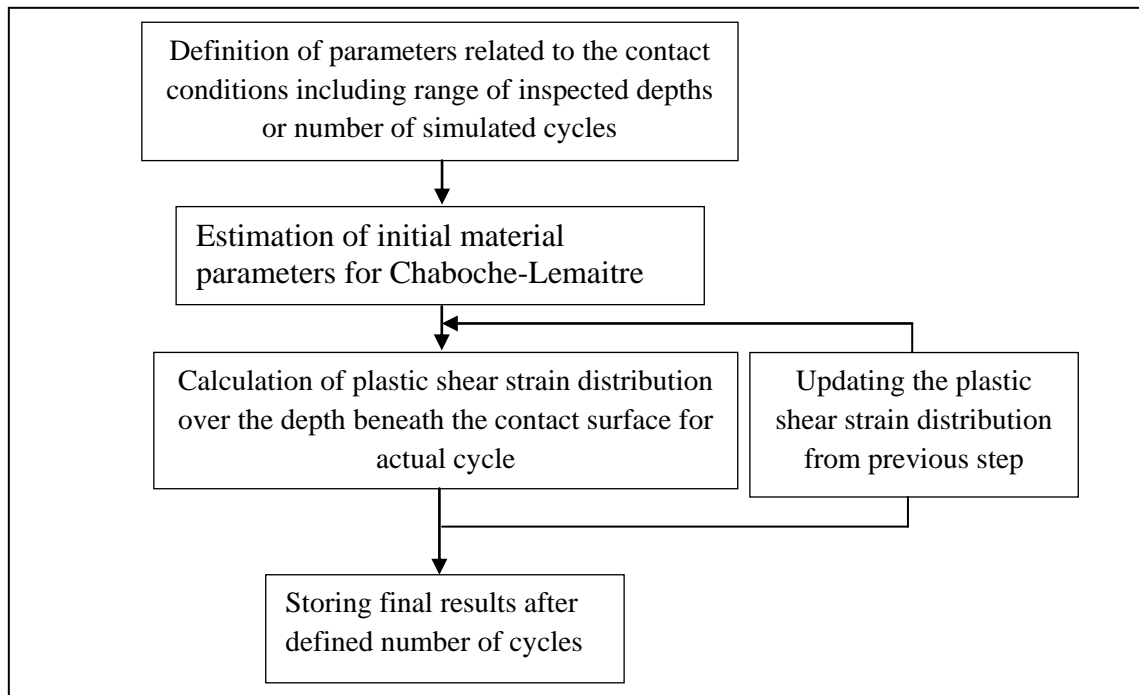 Definition of parameters related to the contact
conditions including range of inspected depths
or number of simulated cycles
Estimation of initial material
parameters for Chaboche-Lemaitre
Calculation of plastic shear strain distribution
over the depth beneath the contact surface for
actual cycle
Updating the plastic
shear strain distribution
from previous step
Storing final results after
defined number of cycles